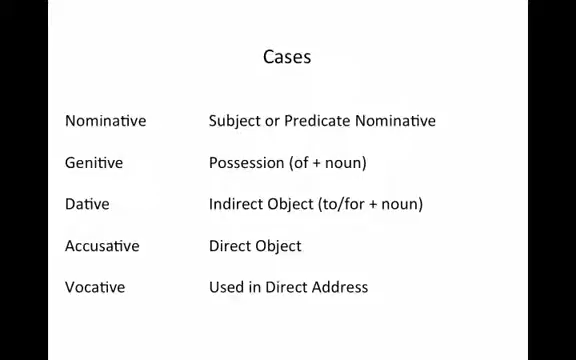 Cases
Nominative Subject or Predicate Nominative
Genitive Possession (of + noun)
Dative Indirect Object (to/for + noun)
Accusative Direct Object
Vocative Used in Direct Address